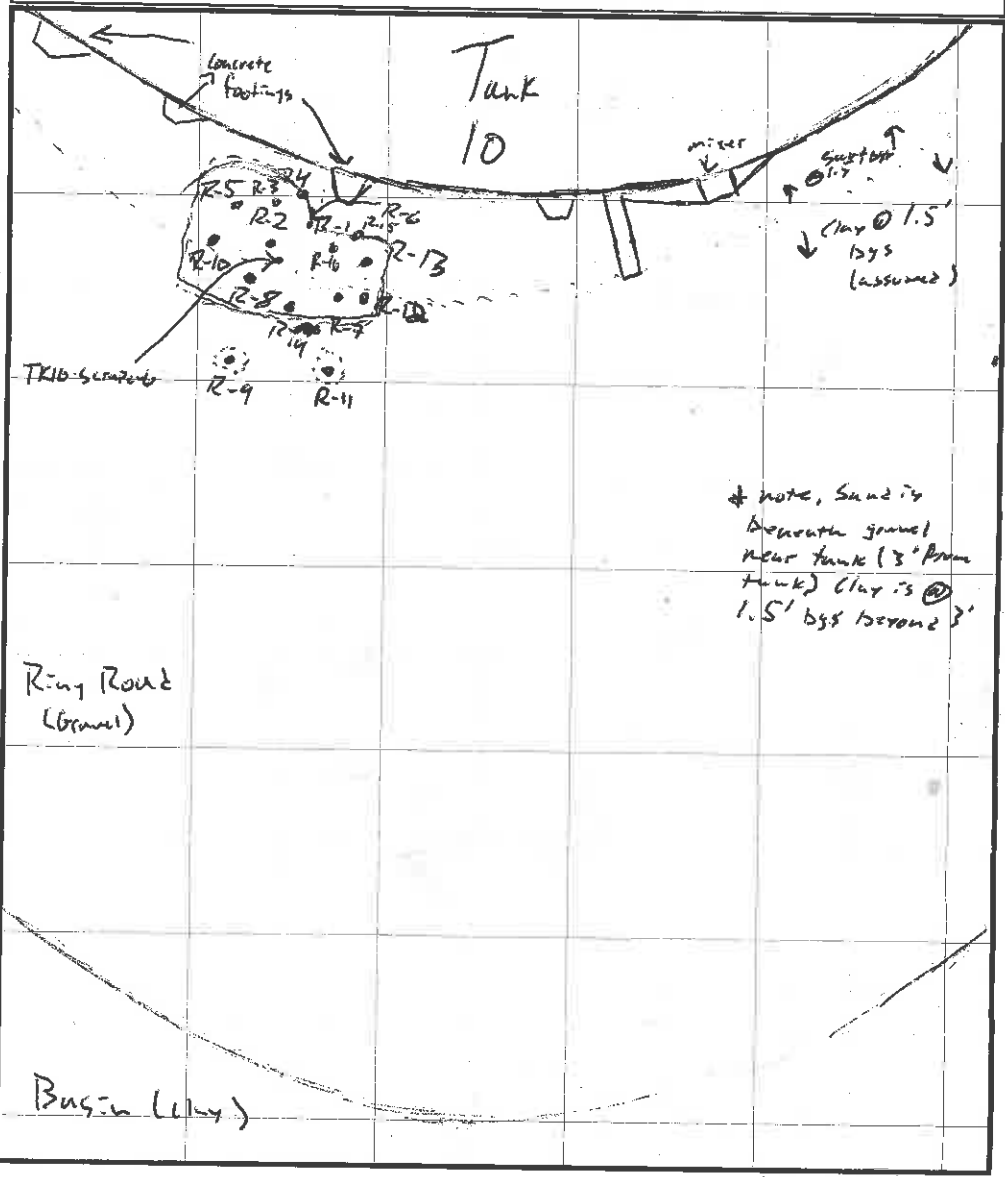 Concrete
footings
Tank
10
mixer
Clay @ 1.5'
bgs
(assumed)
R-5 R-3 R-4
R-2 R-1 R-15 R-6
R-10 R-16 R-13
R-8 R-12
R-14 R-7
R-9 R-11
* note, Sand is
beneath gravel
near tank (3' from
tank) Clay is @
1.5' bgs beyond 3'
Ring Road
(Gravel)
Basin (Clay)